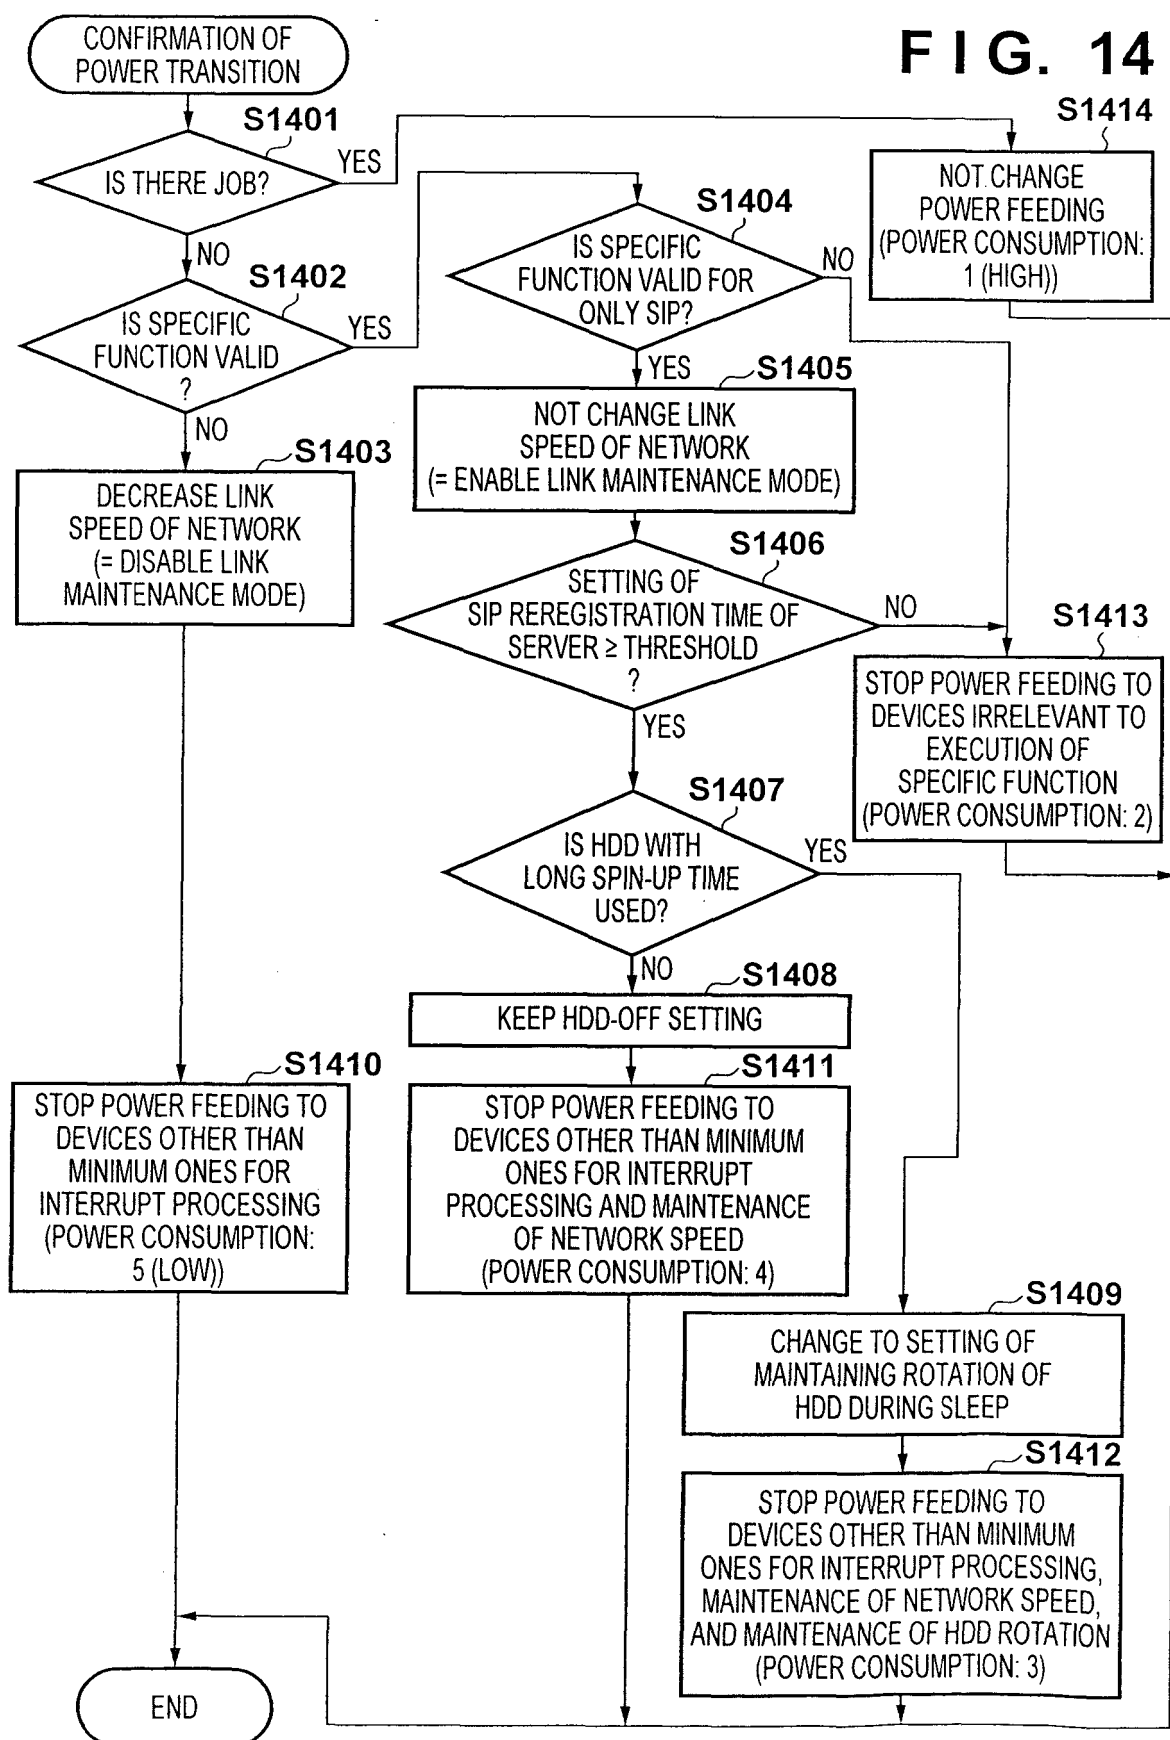 FIG. 14
CONFIRMATION OF
POWER TRANSITION
S1401
IS THERE JOB?
YES
NO
S1414
NOT CHANGE
POWER FEEDING
(POWER CONSUMPTION:
1 (HIGH))
S1402
IS SPECIFIC
FUNCTION VALID
?
YES
NO
S1404
IS SPECIFIC
FUNCTION VALID FOR
ONLY SIP?
NO
YES
S1403
DECREASE LINK
SPEED OF NETWORK
(= DISABLE LINK
MAINTENANCE MODE)
S1405
NOT CHANGE LINK
SPEED OF NETWORK
(= ENABLE LINK MAINTENANCE MODE)
S1406
SETTING OF
SIP REREGISTRATION TIME OF
SERVER ≥ THRESHOLD
?
NO
YES
S1413
STOP POWER FEEDING TO
DEVICES IRRELEVANT TO
EXECUTION OF
SPECIFIC FUNCTION
(POWER CONSUMPTION: 2)
S1407
IS HDD WITH
LONG SPIN-UP TIME
USED?
YES
NO
S1408
KEEP HDD-OFF SETTING
S1410
STOP POWER FEEDING TO
DEVICES OTHER THAN
MINIMUM ONES FOR
INTERRUPT PROCESSING
(POWER CONSUMPTION:
5 (LOW))
S1411
STOP POWER FEEDING TO
DEVICES OTHER THAN MINIMUM
ONES FOR INTERRUPT
PROCESSING AND MAINTENANCE
OF NETWORK SPEED
(POWER CONSUMPTION: 4)
S1409
CHANGE TO SETTING OF
MAINTAINING ROTATION OF
HDD DURING SLEEP
S1412
STOP POWER FEEDING TO
DEVICES OTHER THAN MINIMUM
ONES FOR INTERRUPT PROCESSING,
MAINTENANCE OF NETWORK SPEED,
AND MAINTENANCE OF HDD ROTATION
(POWER CONSUMPTION: 3)
END